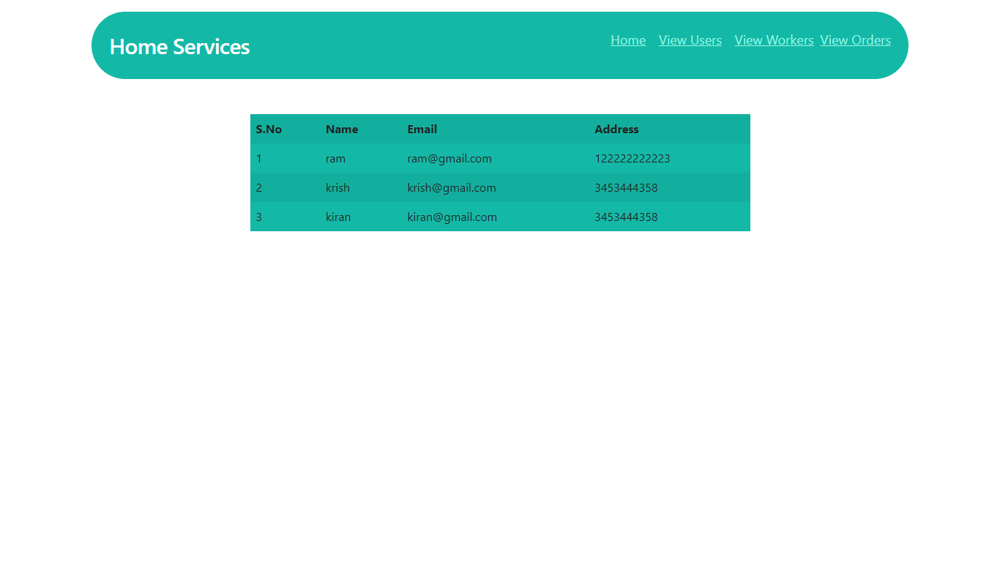 Home Services
Home View Users View Workers View Orders
S.No Name Email Address
1 ram ram@gmail.com 122222222223
2 krish krish@gmail.com 3453444358
3 kiran kiran@gmail.com 3453444358